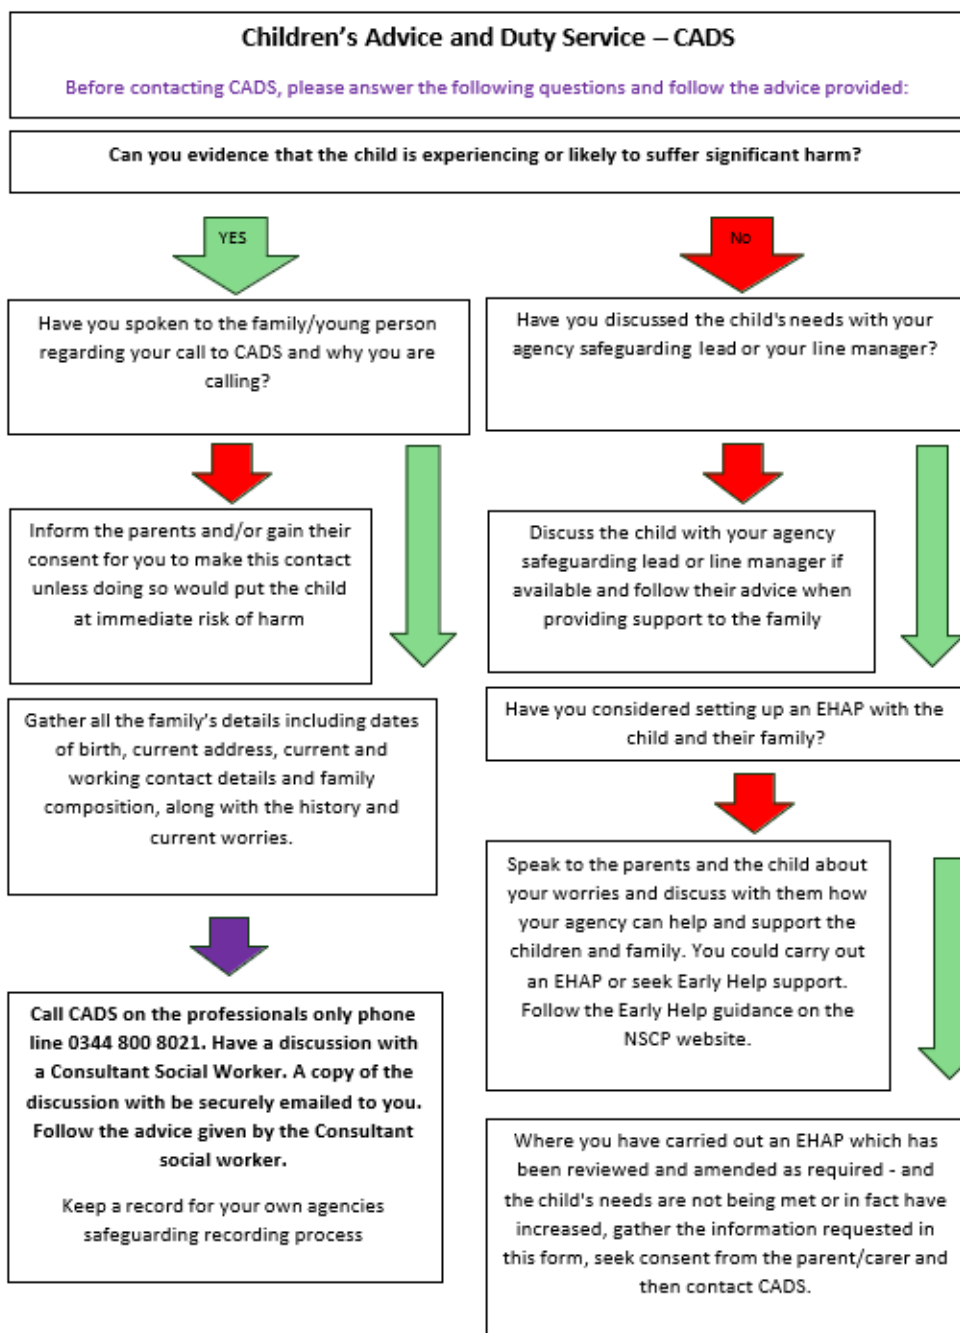 Children's Advice and Duty Service – CADS
Before contacting CADS, please answer the following questions and follow the advice provided:
Can you evidence that the child is experiencing or likely to suffer significant harm?
YES
No
Have you spoken to the family/young person
regarding your call to CADS and why you are
calling?
Have you discussed the child's needs with your
agency safeguarding lead or your line manager?
Inform the parents and/or gain their
consent for you to make this contact
unless doing so would put the child
at immediate risk of harm
Discuss the child with your agency
safeguarding lead or line manager if
available and follow their advice when
providing support to the family
Gather all the family's details including dates
of birth, current address, current and
working contact details and family
composition, along with the history and
current worries.
Have you considered setting up an EHAP with the
child and their family?
Speak to the parents and the child about
your worries and discuss with them how
your agency can help and support the
children and family. You could carry out
an EHAP or seek Early Help support.
Follow the Early Help guidance on the
NSCP website.
Call CADS on the professionals only phone
line 0344 800 8021. Have a discussion with
a Consultant Social Worker. A copy of the
discussion with be securely emailed to you.
Follow the advice given by the Consultant
social worker.
Keep a record for your own agencies
safeguarding recording process
Where you have carried out an EHAP which has
been reviewed and amended as required - and
the child's needs are not being met or in fact have
increased, gather the information requested in
this form, seek consent from the parent/carer and
then contact CADS.